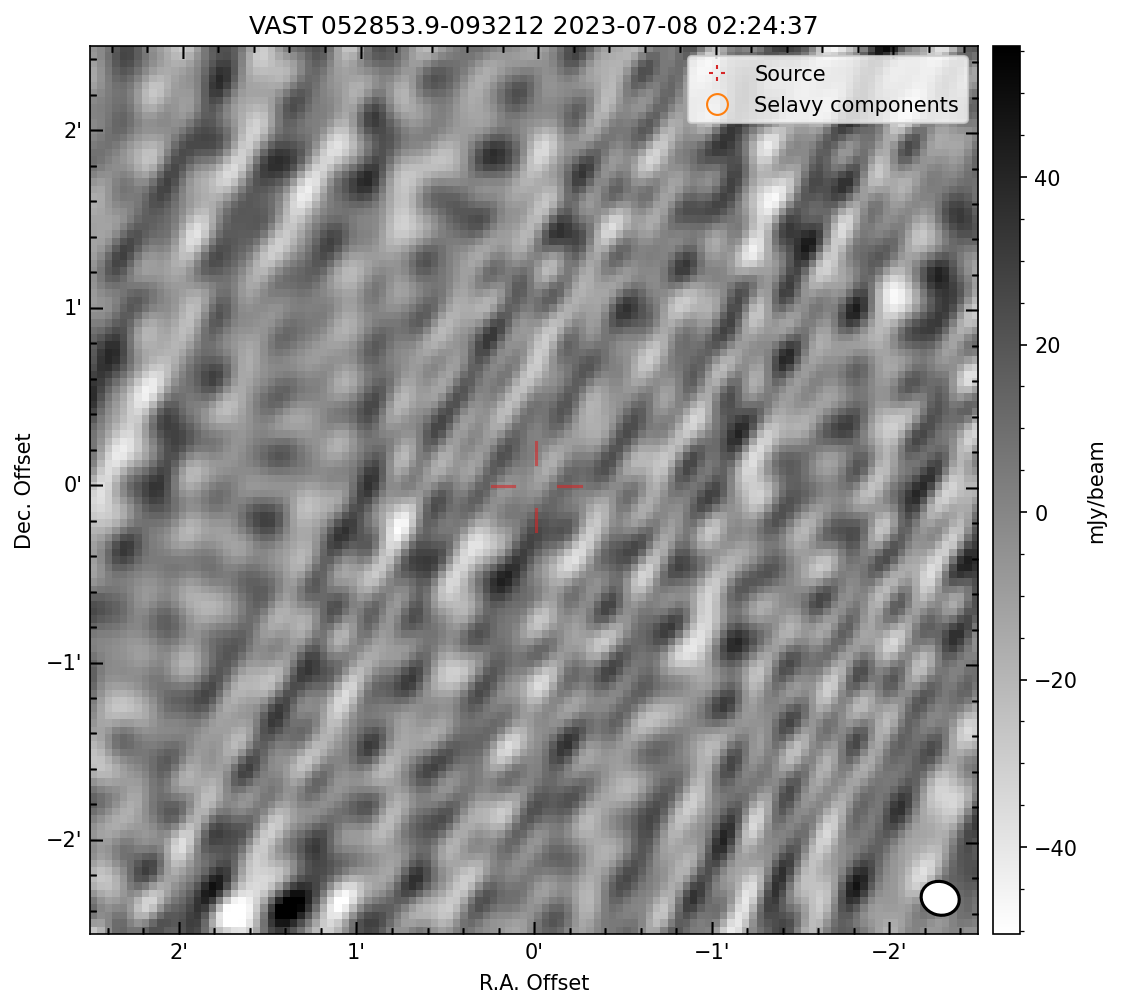 VAST 052853.9-093212 2023-07-08 02:24:37
Source
Selavy components
2'
1'
0'
−1'
−2'
Dec. Offset
2'
1'
0'
−1'
−2'
R.A. Offset
40
20
0
−20
−40
mJy/beam